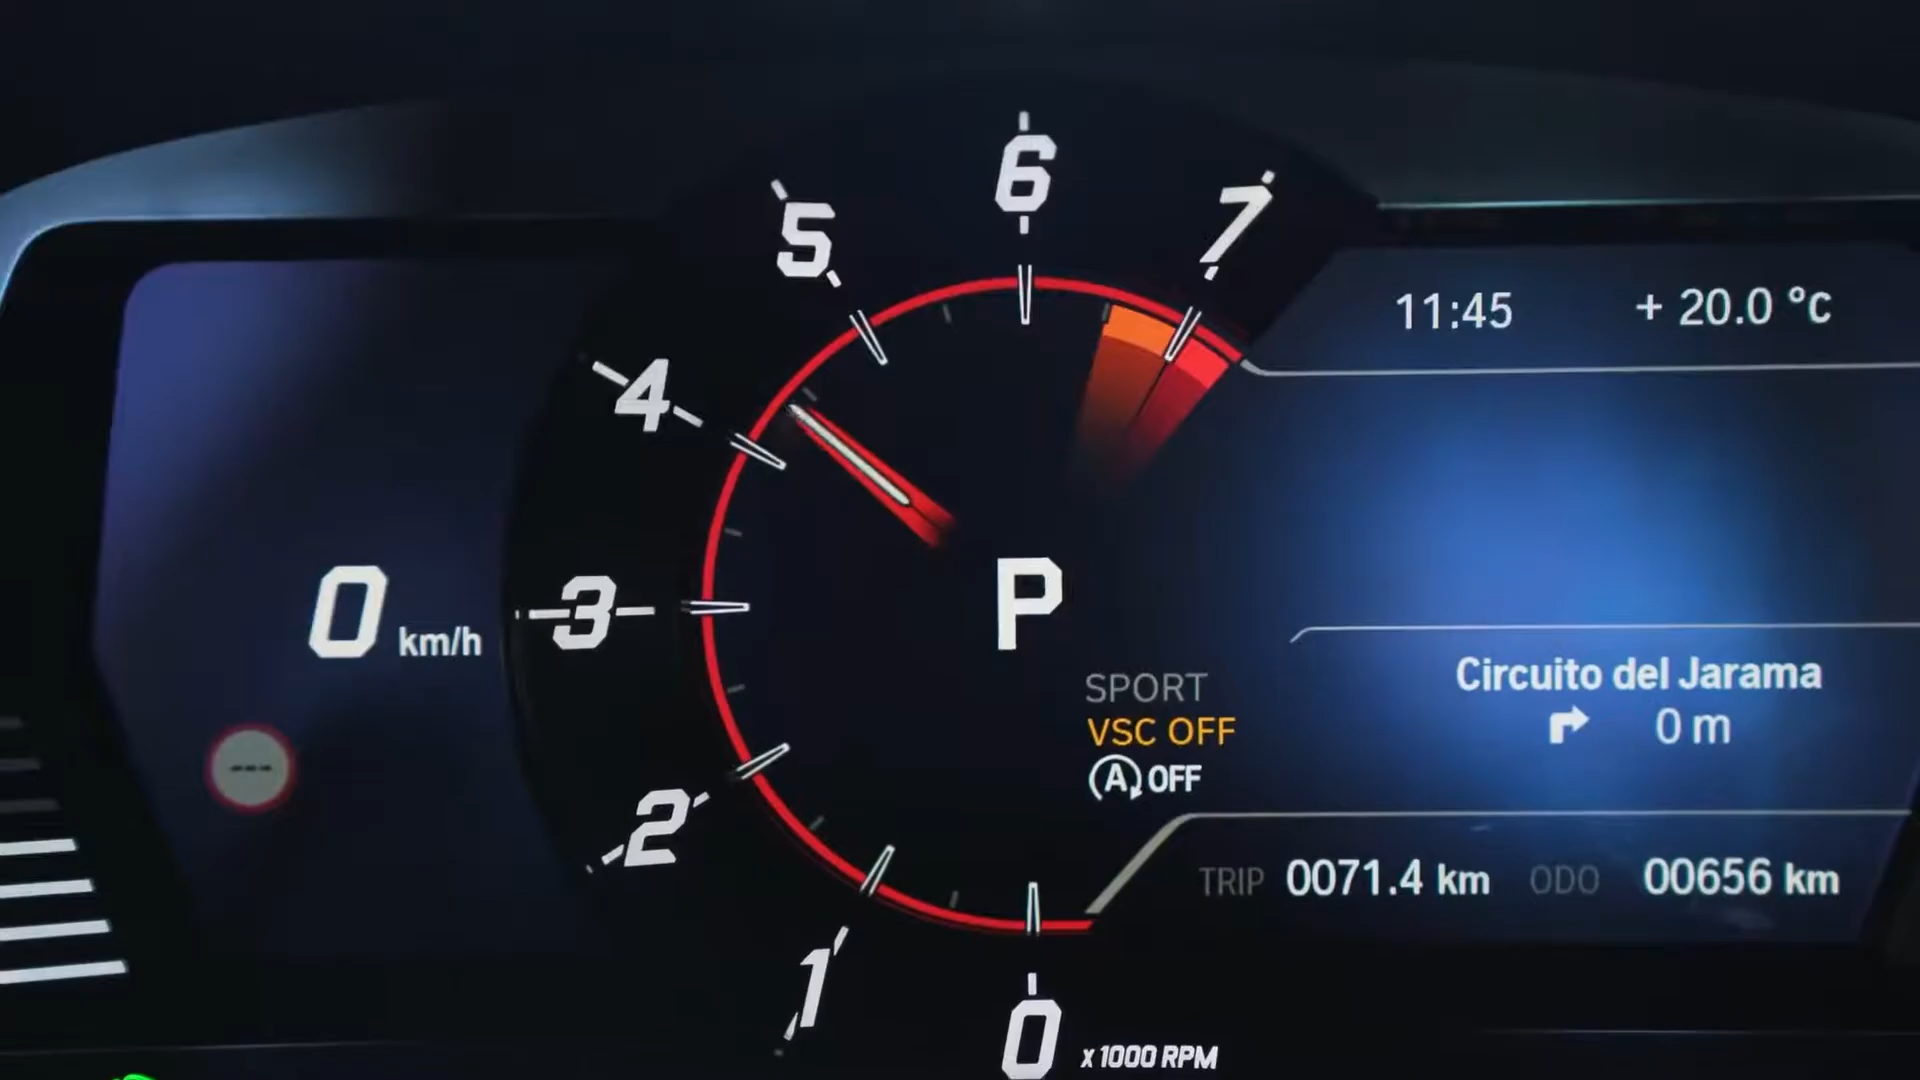 6
5
7
11:45
+ 20.0 °C
4
0 km/h
3
P
SPORT
VSC OFF
A OFF
Circuito del Jarama
0 m
---
2
TRIP 0071.4 km
ODO 00656 km
1
0
x 1000 RPM